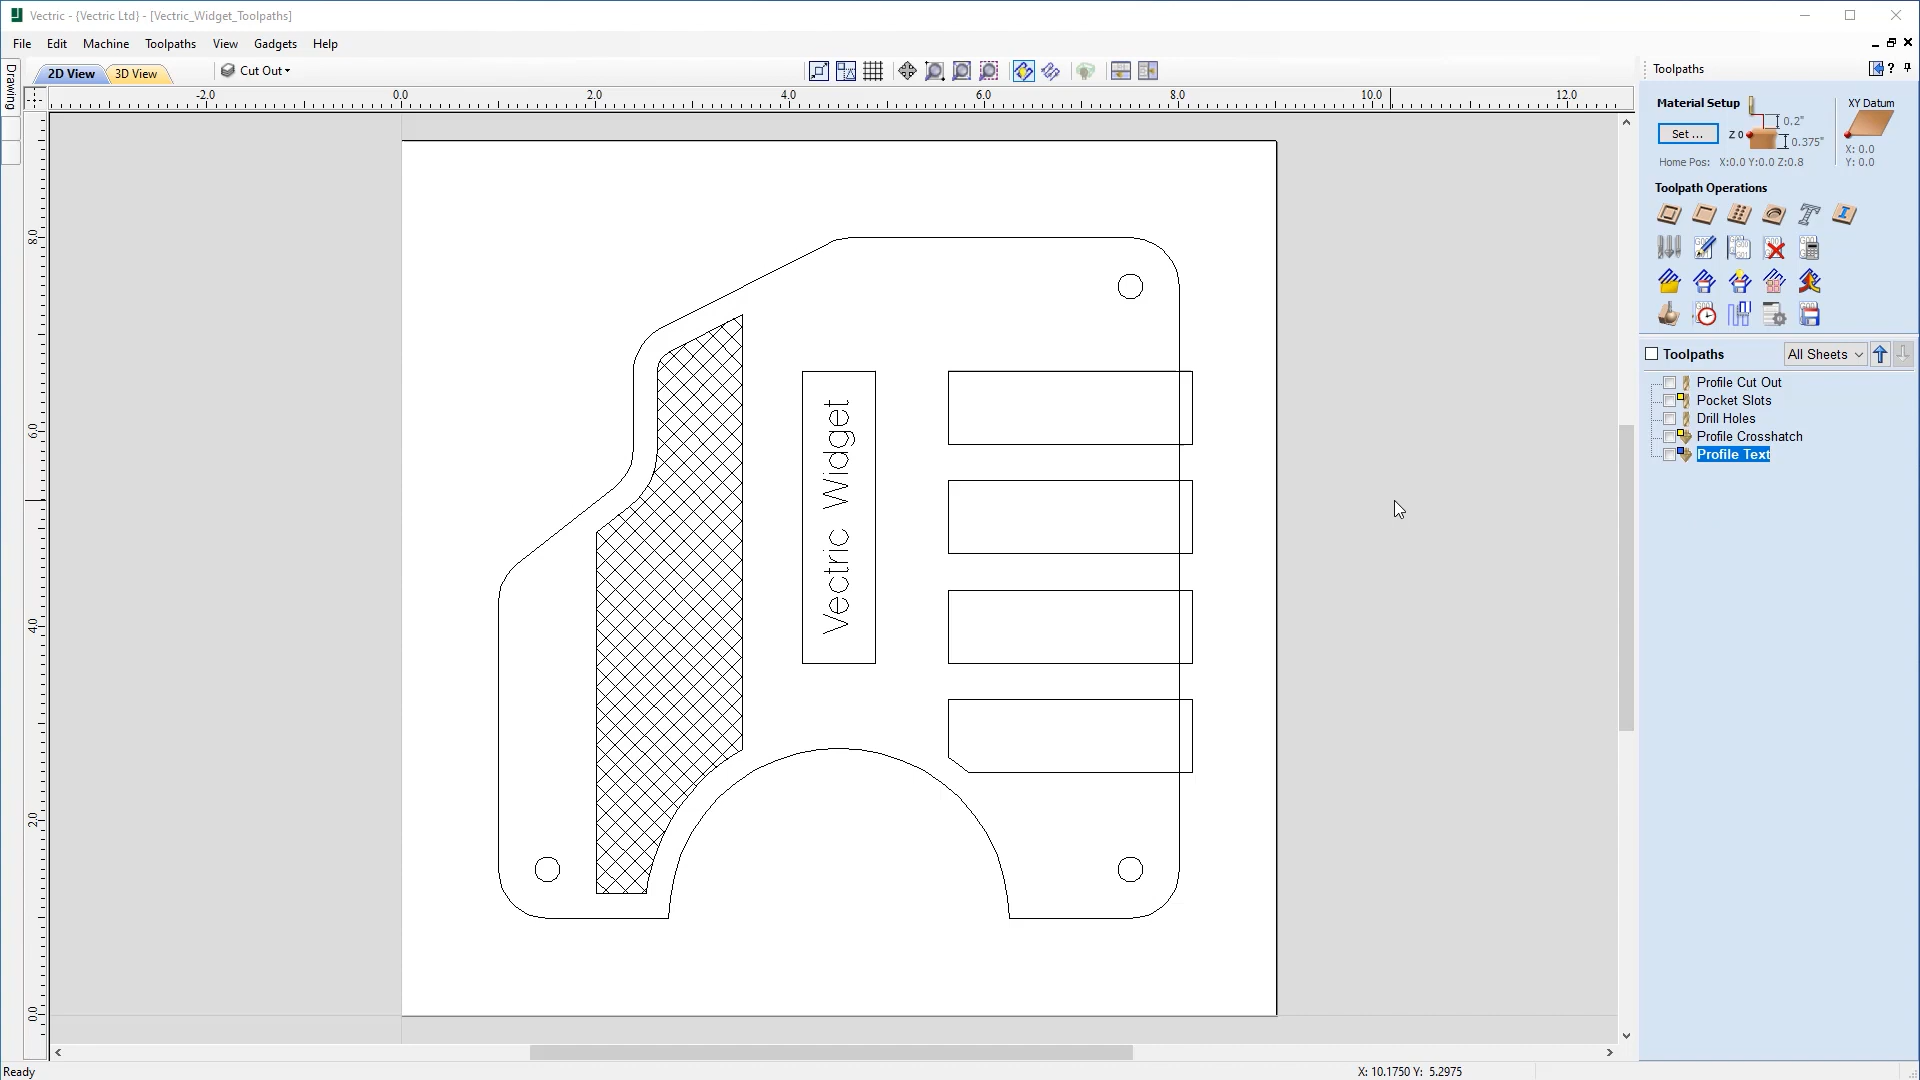 Vectric - {Vectric Ltd} - [Vectric_Widget_Toolpaths]
File Edit Machine Toolpaths View Gadgets Help
Drawing
2D View 3D View Cut Out
-2.0 0.0 2.0 4.0 6.0 8.0 10.0 12.0
8.0
6.0
4.0
2.0
0.0
Vectric Widget
Toolpaths
?
Material Setup
Set ...
Z 0
0.2"
0.375"
Home Pos: X:0.0 Y:0.0 Z:0.8
XY Datum
X: 0.0
Y: 0.0
Toolpath Operations
Toolpaths All Sheets
Profile Cut Out
Pocket Slots
Drill Holes
Profile Crosshatch
Profile Text
Ready
X: 10.1750 Y: 5.2975